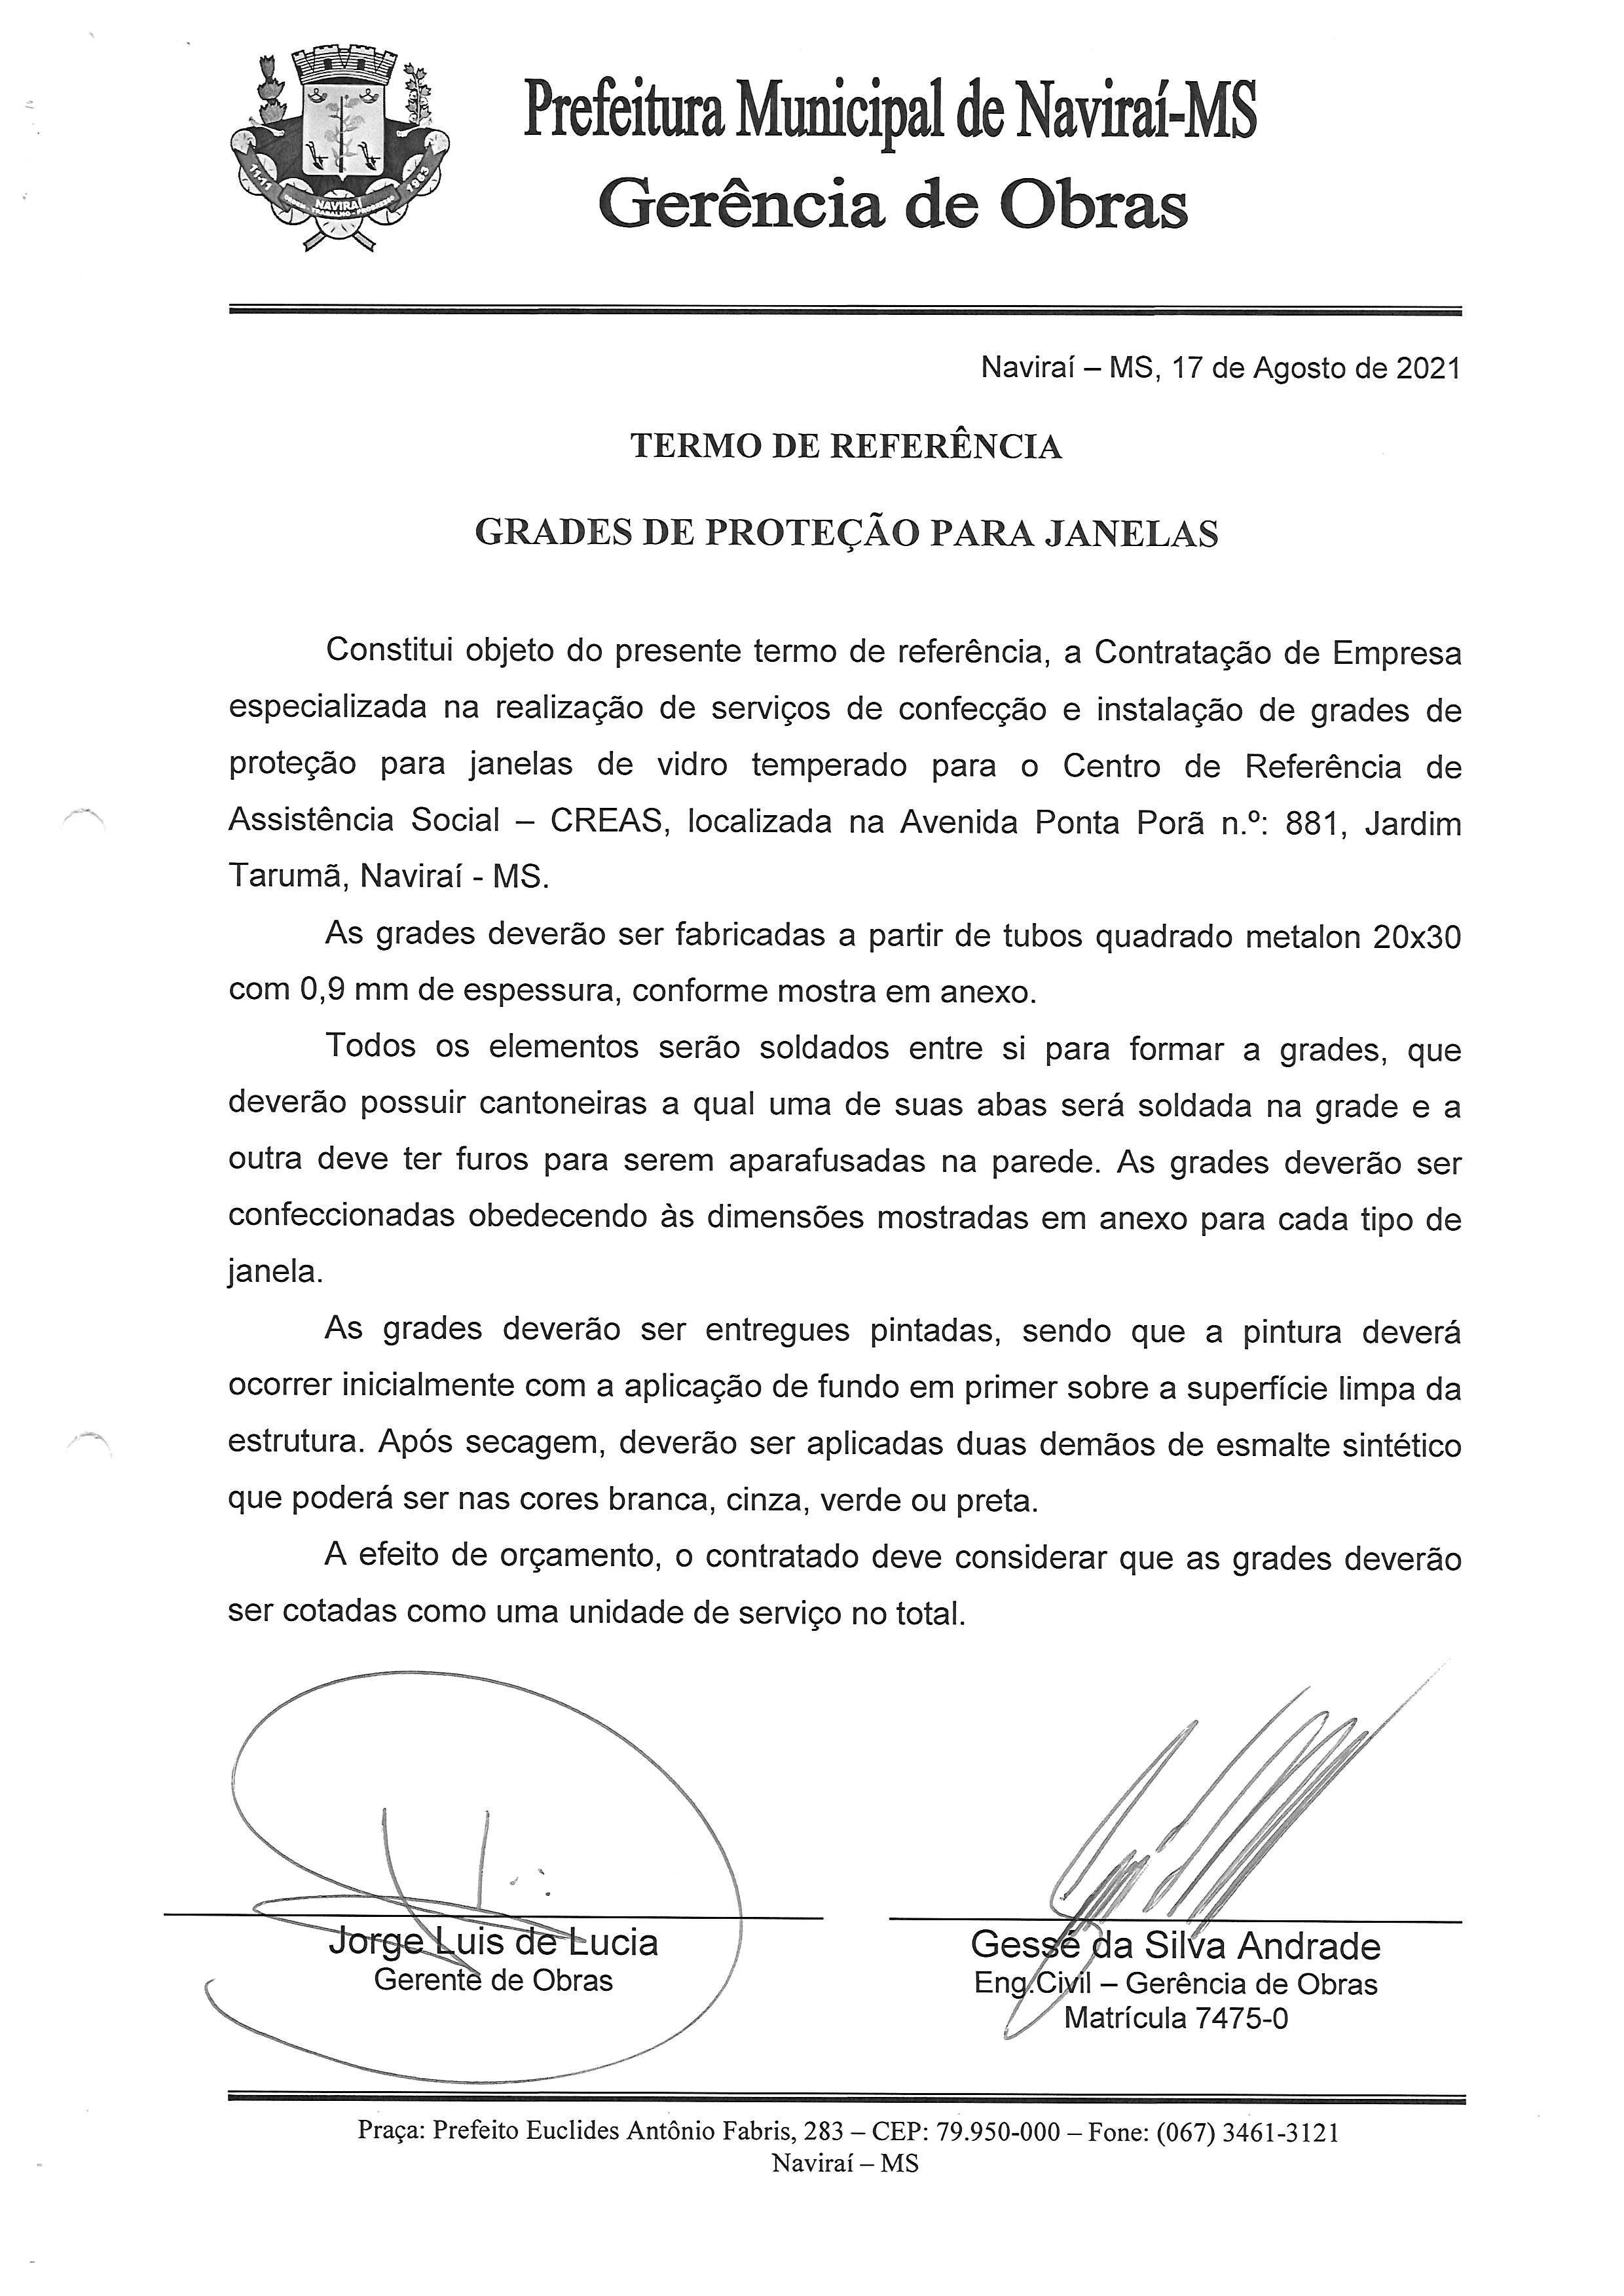 11-11
1963
NAVIRAÍ
Prefeitura Municipal de Naviraí-MS
Gerência de Obras
Naviraí – MS, 17 de Agosto de 2021
TERMO DE REFERÊNCIA
GRADES DE PROTEÇÃO PARA JANELAS
Constitui objeto do presente termo de referência, a Contratação de Empresa
especializada na realização de serviços de confecção e instalação de grades de
proteção para janelas de vidro temperado para o Centro de Referência de
Assistência Social – CREAS, localizada na Avenida Ponta Porã n.º: 881, Jardim
Tarumã, Naviraí - MS.
As grades deverão ser fabricadas a partir de tubos quadrado metalon 20x30
com 0,9 mm de espessura, conforme mostra em anexo.
Todos os elementos serão soldados entre si para formar a grades, que
deverão possuir cantoneiras a qual uma de suas abas será soldada na grade e a
outra deve ter furos para serem aparafusadas na parede. As grades deverão ser
confeccionadas obedecendo às dimensões mostradas em anexo para cada tipo de
janela.
As grades deverão ser entregues pintadas, sendo que a pintura deverá
ocorrer inicialmente com a aplicação de fundo em primer sobre a superfície limpa da
estrutura. Após secagem, deverão ser aplicadas duas demãos de esmalte sintético
que poderá ser nas cores branca, cinza, verde ou preta.
A efeito de orçamento, o contratado deve considerar que as grades deverão
ser cotadas como uma unidade de serviço no total.
Jorge Luis de Lucia
Gerente de Obras
Gessé da Silva Andrade
Eng.Civil – Gerência de Obras
Matrícula 7475-0
Praça: Prefeito Euclides Antônio Fabris, 283 – CEP: 79.950-000 – Fone: (067) 3461-3121
Naviraí – MS